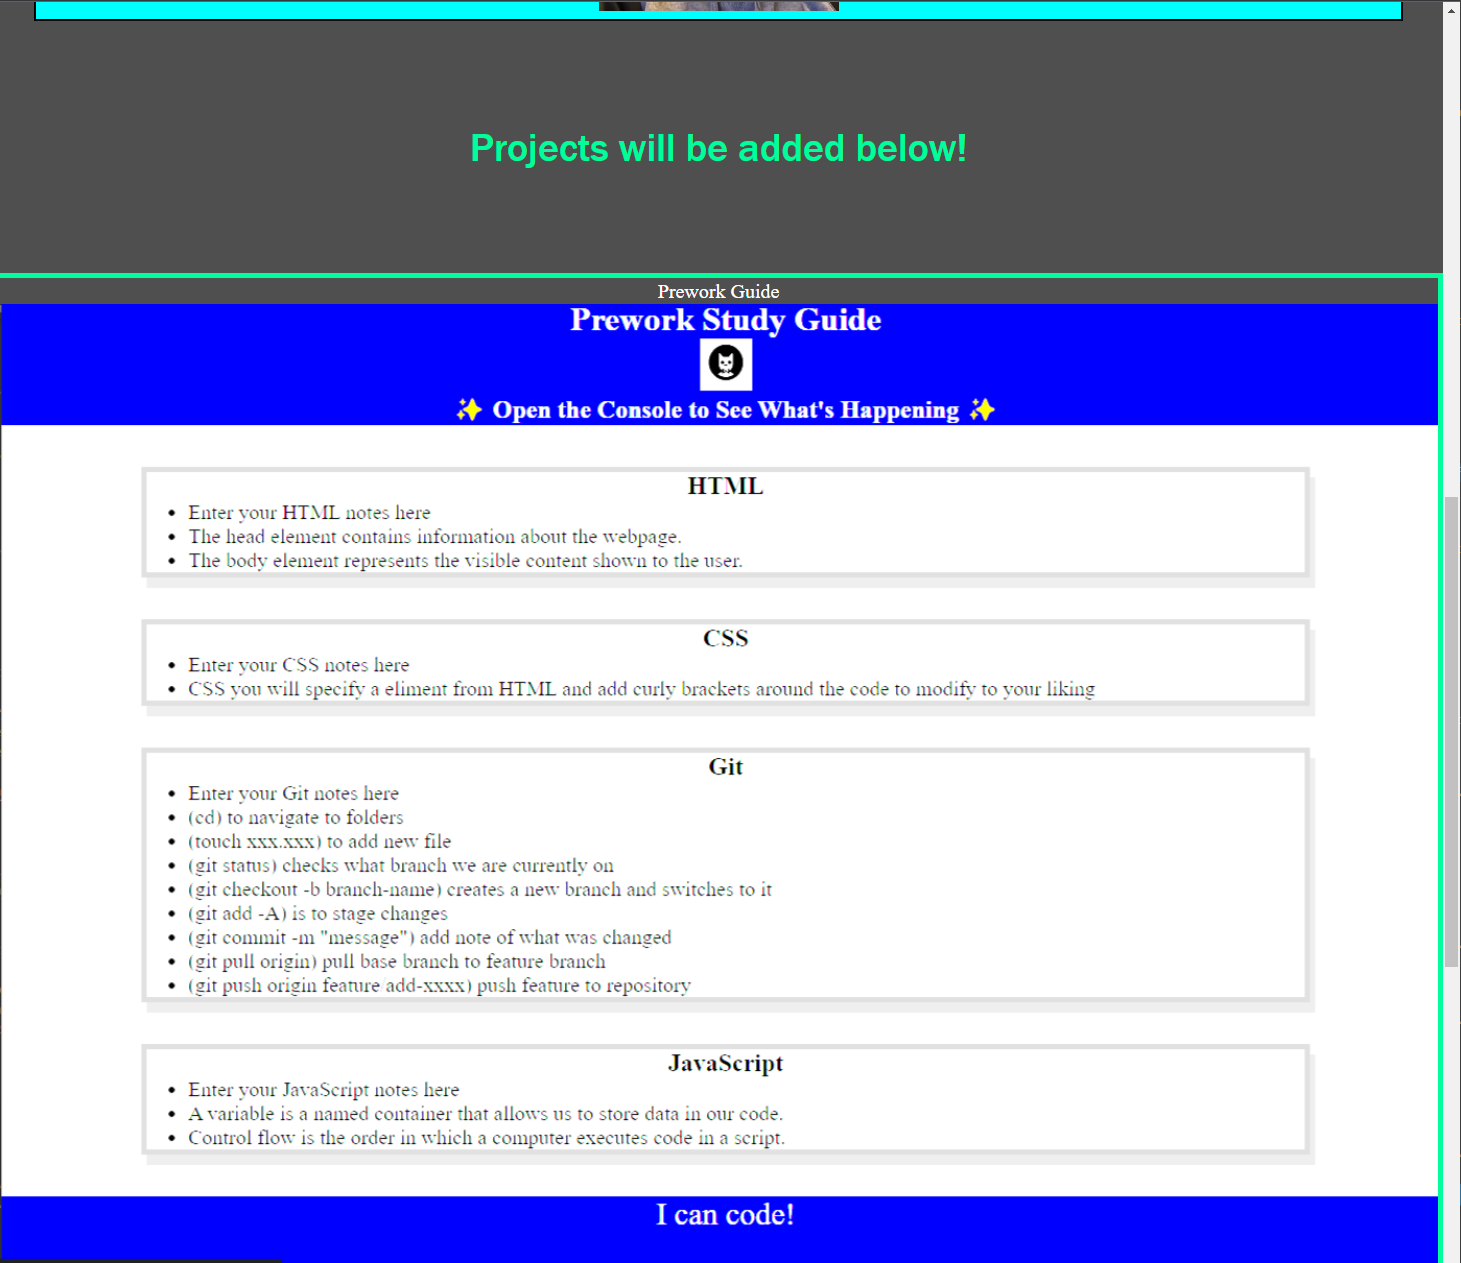 Projects will be added below!
Prework Guide
Prework Study Guide
✨ Open the Console to See What's Happening ✨
HTML
• Enter your HTML notes here
• The head element contains information about the webpage.
• The body element represents the visible content shown to the user.
CSS
• Enter your CSS notes here
• CSS you will specify a eliment from HTML and add curly brackets around the code to modify to your liking
Git
• Enter your Git notes here
• (cd) to navigate to folders
• (touch xxx.xxx) to add new file
• (git status) checks what branch we are currently on
• (git checkout -b branch-name) creates a new branch and switches to it
• (git add -A) is to stage changes
• (git commit -m "message") add note of what was changed
• (git pull origin) pull base branch to feature branch
• (git push origin feature/add-xxxx) push feature to repository
JavaScript
• Enter your JavaScript notes here
• A variable is a named container that allows us to store data in our code.
• Control flow is the order in which a computer executes code in a script.
I can code!